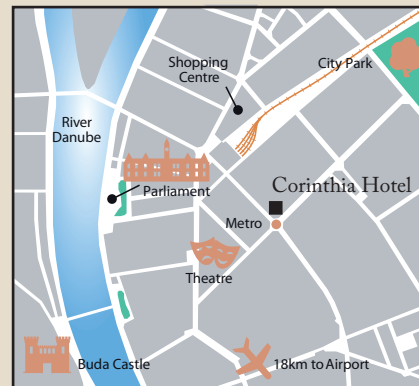 Shopping
Centre
City Park
River
Danube
Parliament
Corinthia Hotel
Metro
Theatre
Buda Castle
18km to Airport